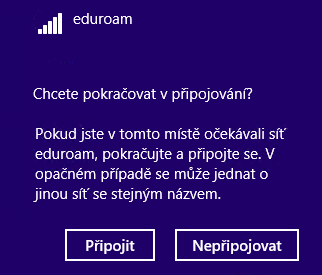 eduroam
Chcete pokračovat v připojování?
Pokud jste v tomto místě očekávali síť
eduroam, pokračujte a připojte se. V
opačném případě se může jednat o
jinou síť se stejným názvem.
Připojit
Nepřipojovat